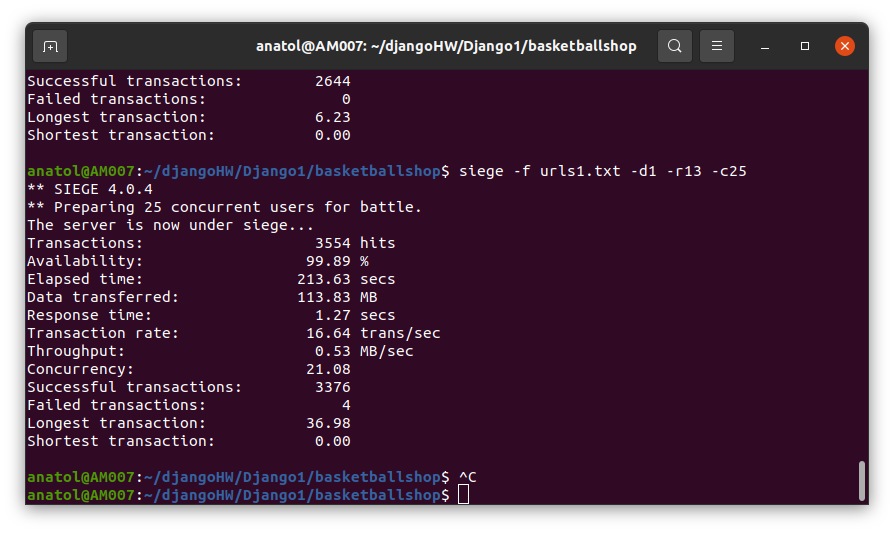 anatol@AM007: ~/djangoHW/Django1/basketballshop
Successful transactions:        2644
Failed transactions:               0
Longest transaction:            6.23
Shortest transaction:           0.00
anatol@AM007:~/djangoHW/Django1/basketballshop$ siege -f urls1.txt -d1 -r13 -c25
** SIEGE 4.0.4
** Preparing 25 concurrent users for battle.
The server is now under siege...
Transactions:                   3554 hits
Availability:                  99.89 %
Elapsed time:                 213.63 secs
Data transferred:             113.83 MB
Response time:                  1.27 secs
Transaction rate:              16.64 trans/sec
Throughput:                     0.53 MB/sec
Concurrency:                   21.08
Successful transactions:        3376
Failed transactions:               4
Longest transaction:           36.98
Shortest transaction:           0.00
anatol@AM007:~/djangoHW/Django1/basketballshop$ ^C
anatol@AM007:~/djangoHW/Django1/basketballshop$